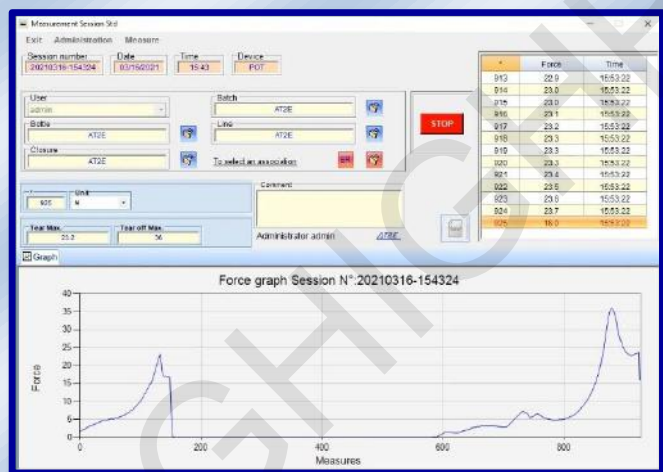 Measurement Session Std
Exit Administration Measure
Session number Date Time Device
20210316-154324 03/16/2021 15:43 POT
User
admin
Batch
AT2E
Bottle
AT2E
Line
AT2E
STOP
Closure
AT2E
To select an association
Unit
925 N
Comment
Tear Max.
23.2
Tear off Max.
36
Administrator admin
AT2E
* Force Time
913 22.9 15:53:22
914 23.0 15:53:22
915 23.0 15:53:22
916 23.1 15:53:22
917 23.2 15:53:22
918 23.3 15:53:22
919 23.3 15:53:22
920 23.3 15:53:22
921 23.4 15:53:22
922 23.5 15:53:22
923 23.6 15:53:22
924 23.7 15:53:22
925 16.0 15:53:22
Graph
Force graph Session N°:20210316-154324
40
35
30
25
20
15
10
5
0
Force
0 200 400 600 800
Measures